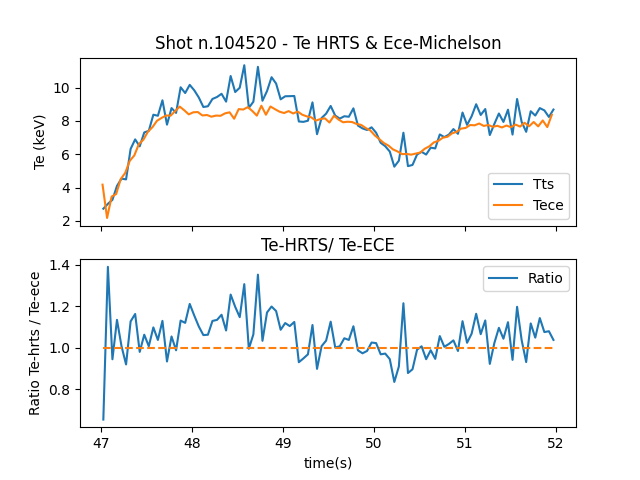 Shot n.104520 - Te HRTS & Ece-Michelson
10
8
6
4
2
Te (keV)
Tts
Tece
Te-HRTS/ Te-ECE
1.4
1.2
1.0
0.8
Ratio Te-hrts / Te-ece
Ratio
47 48 49 50 51 52
time(s)